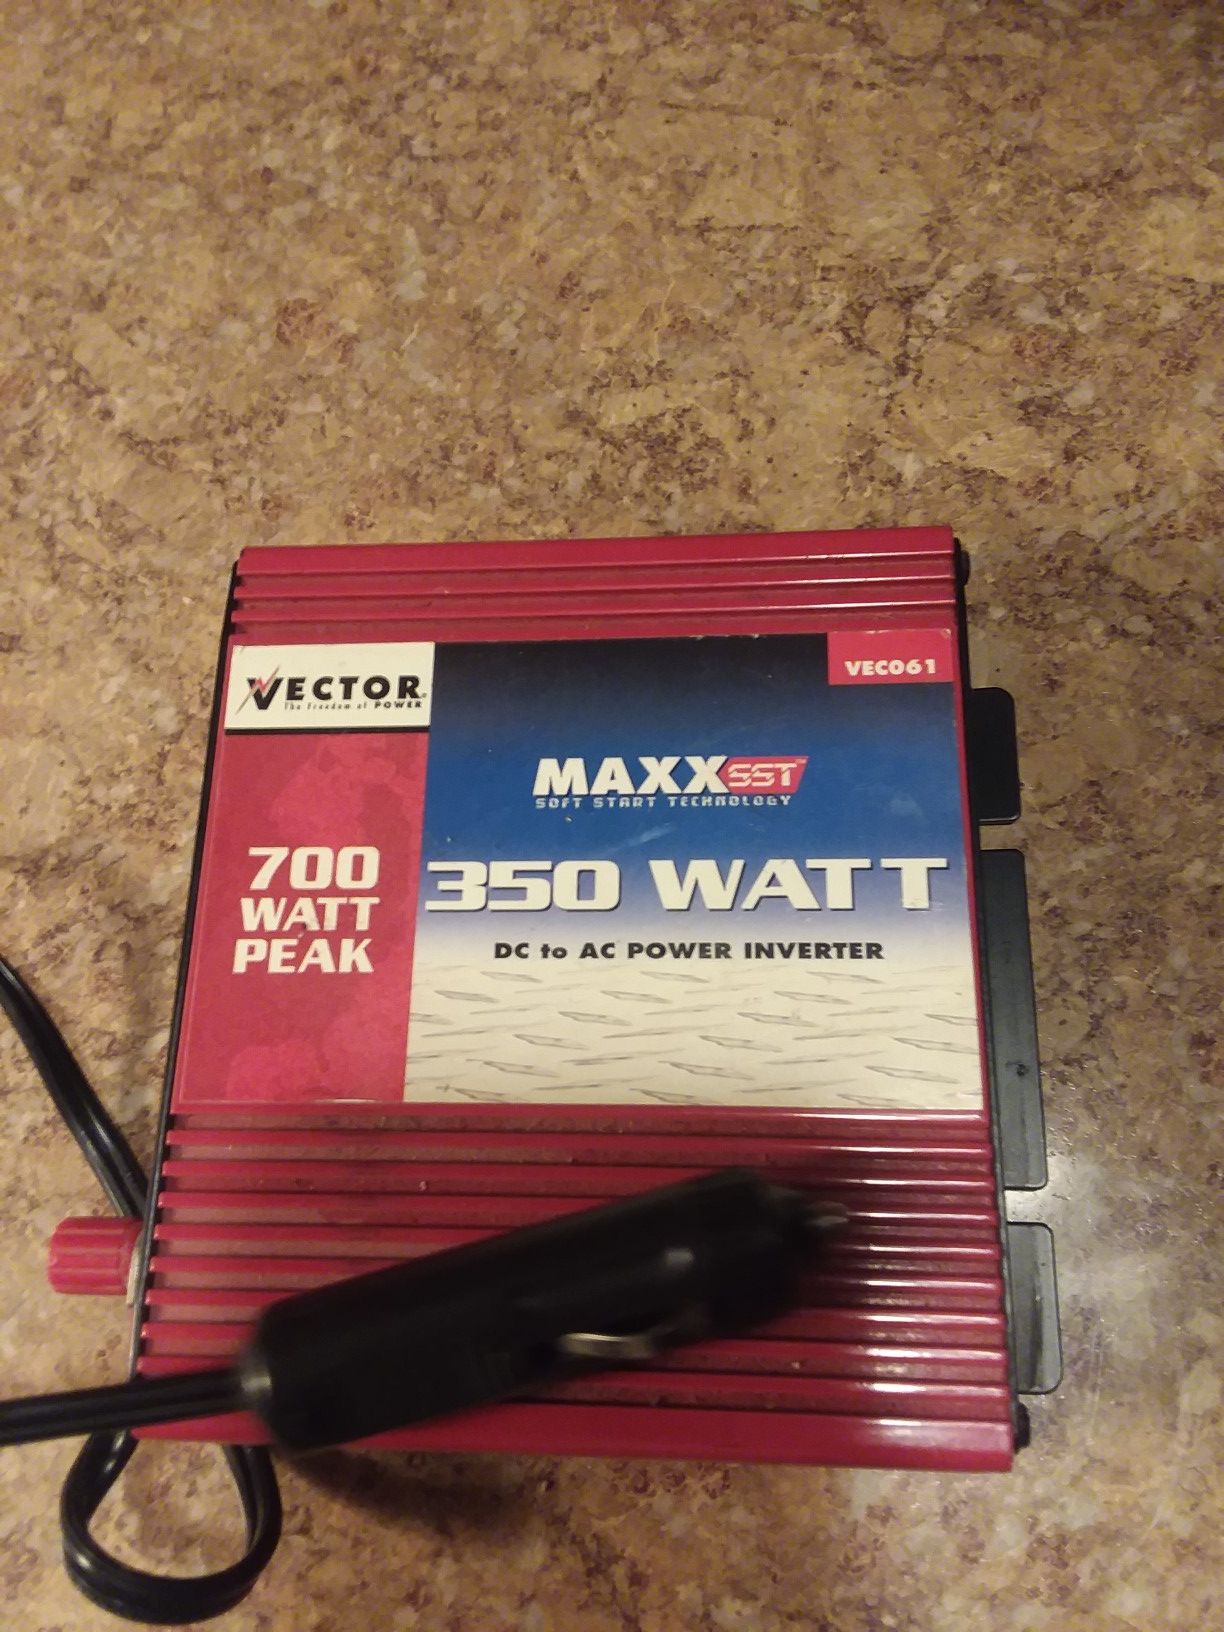 VECTOR®
The Freedom of POWER
VEC061
MAXX SST™
SOFT START TECHNOLOGY
700
WATT
PEAK
350 WATT
DC to AC POWER INVERTER